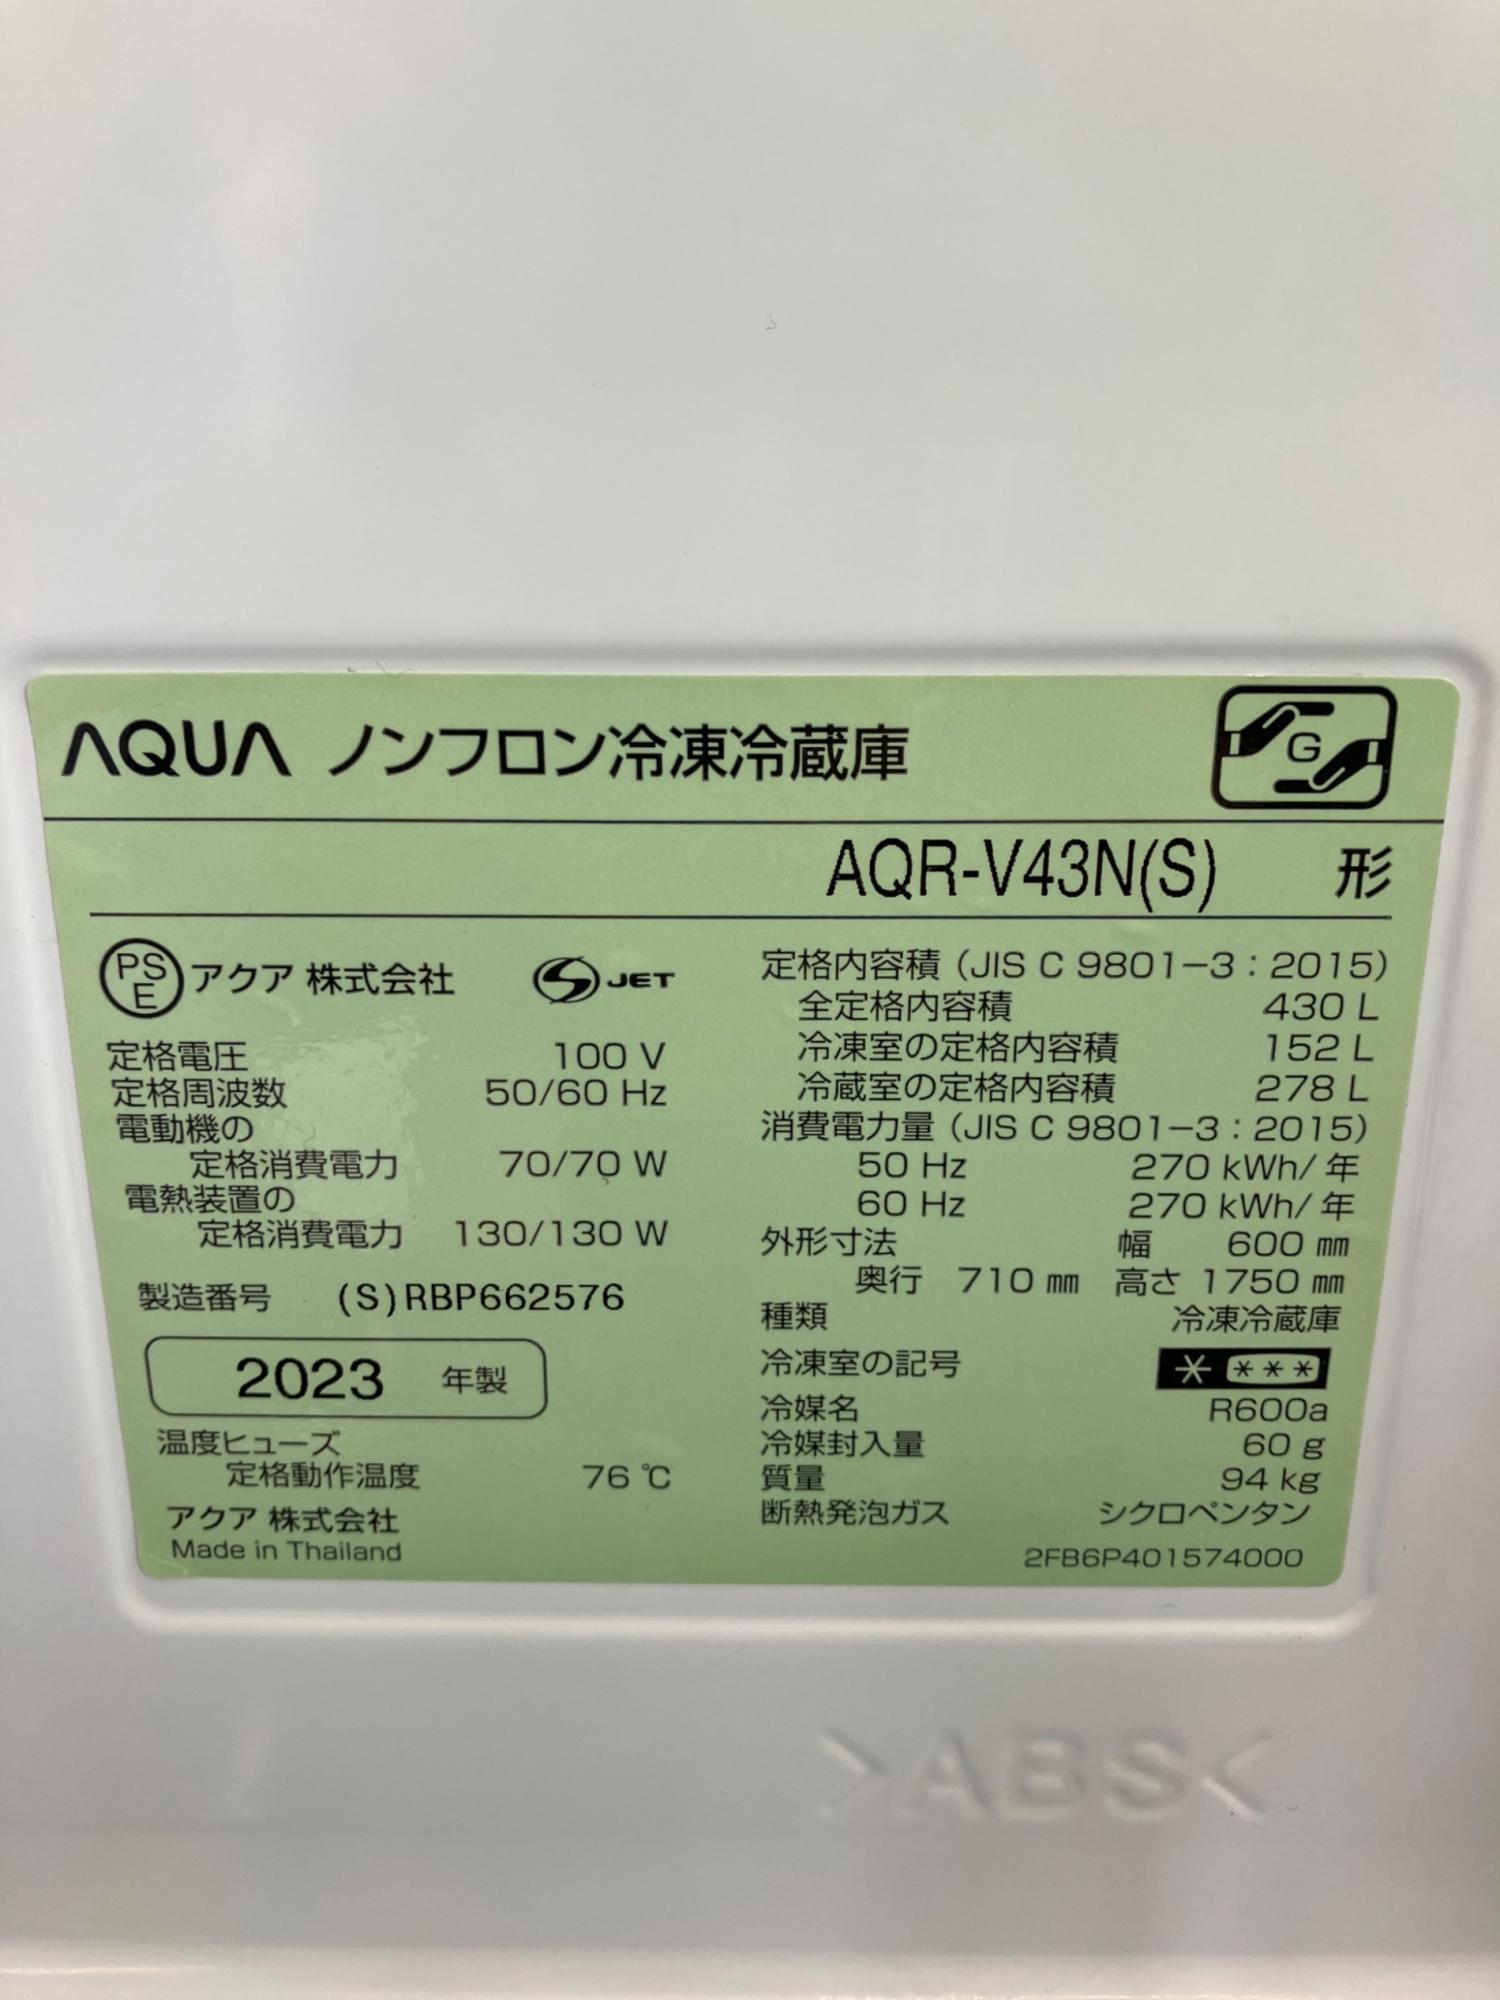 AQUA ノンフロン冷凍冷蔵庫
G
AQR-V43N(S) 形
PS
E
アクア 株式会社
S JET
定格電圧 100 V
定格周波数 50/60 Hz
電動機の
定格消費電力 70/70 W
電熱装置の
定格消費電力 130/130 W
製造番号 (S)RBP662576
2023 年製
温度ヒューズ
定格動作温度 76 ℃
アクア 株式会社
Made in Thailand
定格内容積 (JIS C 9801-3 : 2015)
全定格内容積 430 L
冷凍室の定格内容積 152 L
冷蔵室の定格内容積 278 L
消費電力量 (JIS C 9801-3 : 2015)
50 Hz 270 kWh/年
60 Hz 270 kWh/年
外形寸法 幅 600 ㎜
奥行 710 ㎜ 高さ 1750 ㎜
種類 冷凍冷蔵庫
冷凍室の記号 * ***
冷媒名 R600a
冷媒封入量 60 g
質量 94 kg
断熱発泡ガス シクロペンタン
2FB6P401574000
>ABS<